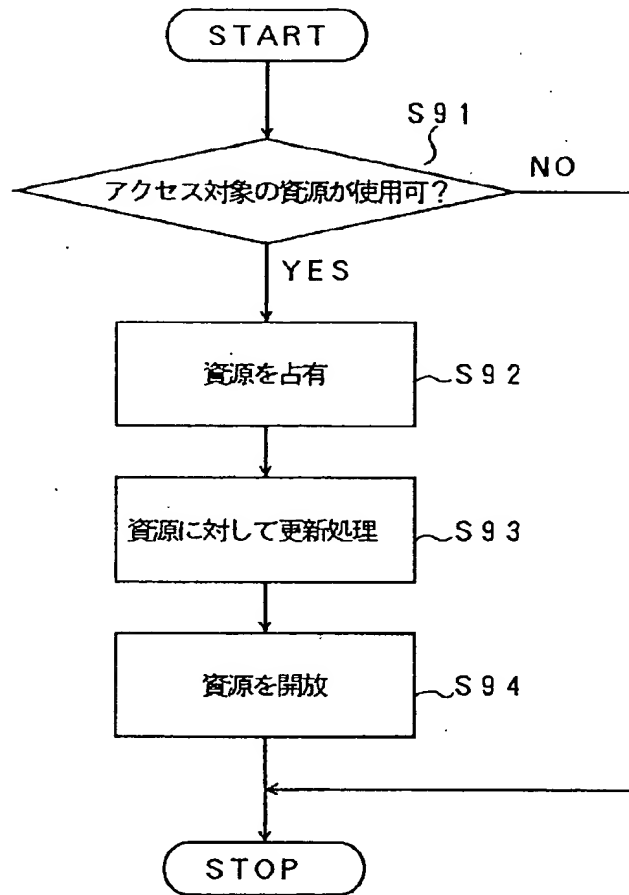 START
S91
アクセス対象の資源が使用可?
NO
YES
資源を占有
S92
資源に対して更新処理
S93
資源を開放
S94
STOP